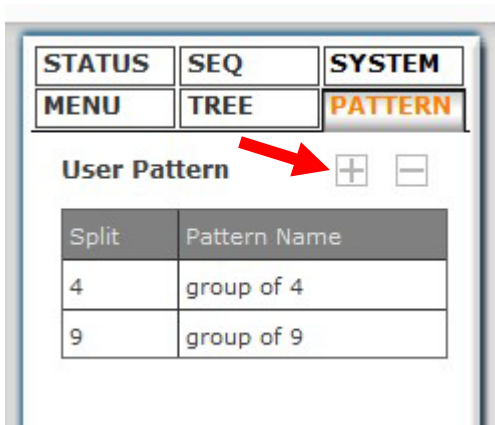 STATUS SEQ SYSTEM
MENU TREE PATTERN
User Pattern
Split Pattern Name
4 group of 4
9 group of 9